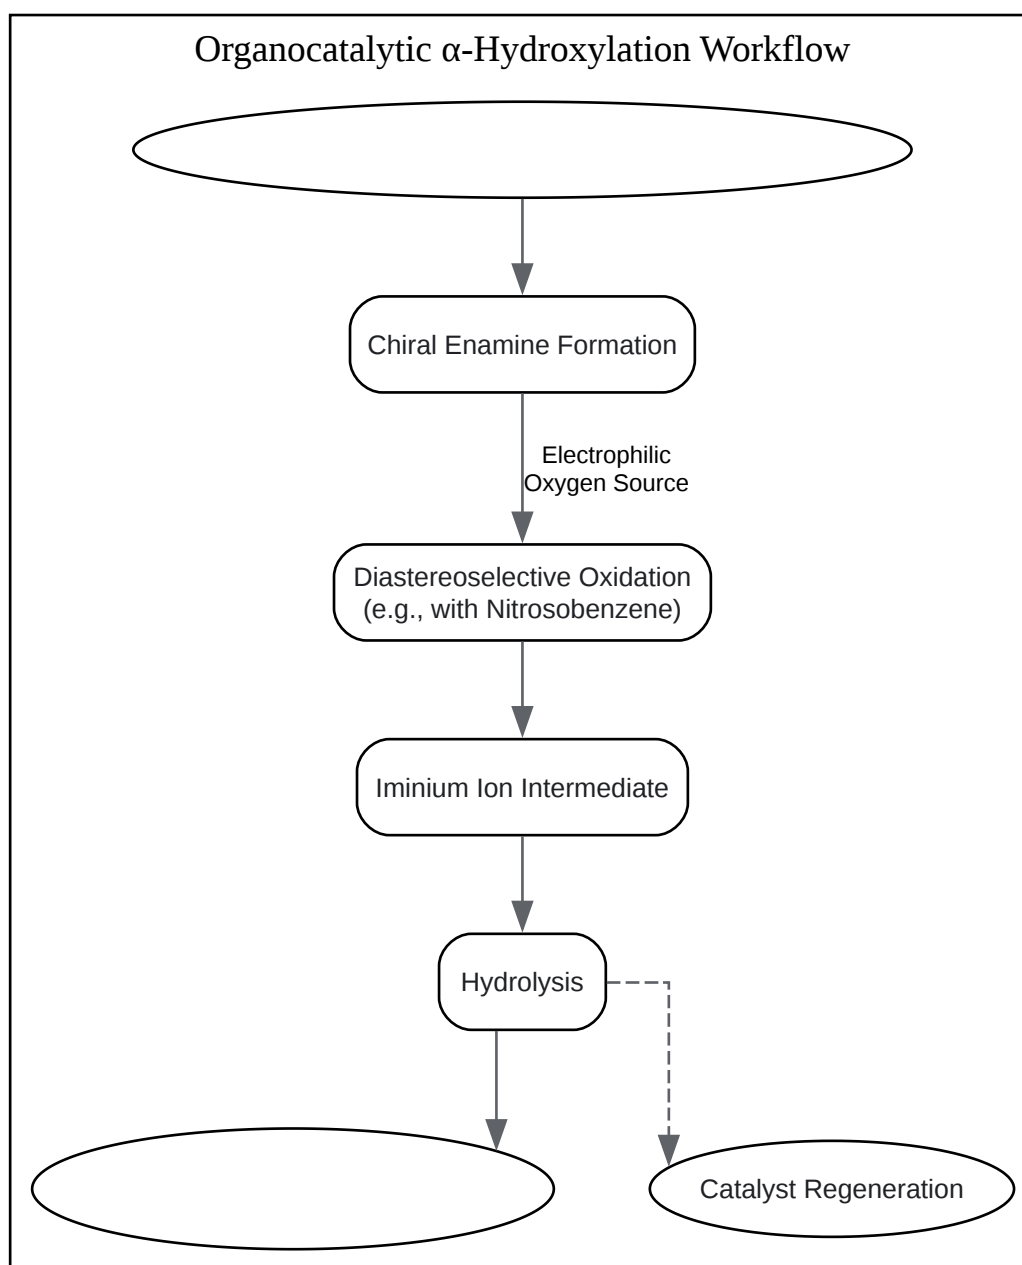 Organocatalytic α-Hydroxylation Workflow
Chiral Enamine Formation
Electrophilic
Oxygen Source
Diastereoselective Oxidation
(e.g., with Nitrosobenzene)
Iminium Ion Intermediate
Hydrolysis
Catalyst Regeneration